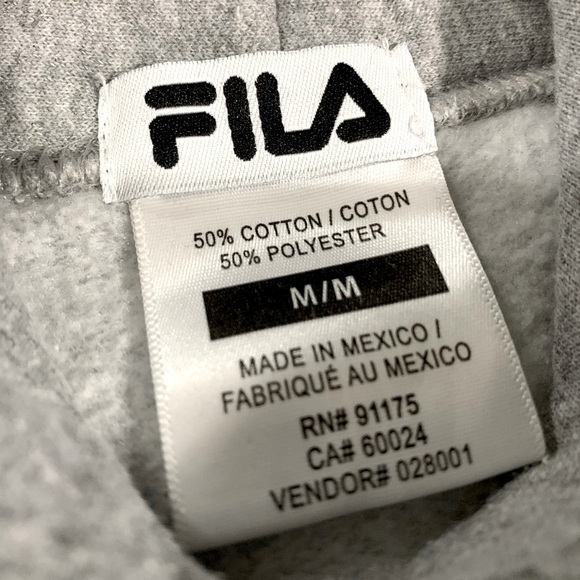 FILA
50% COTTON / COTON
50% POLYESTER
M/M
MADE IN MEXICO /
FABRIQUÉ AU MEXICO
RN# 91175
CA# 60024
VENDOR# 028001